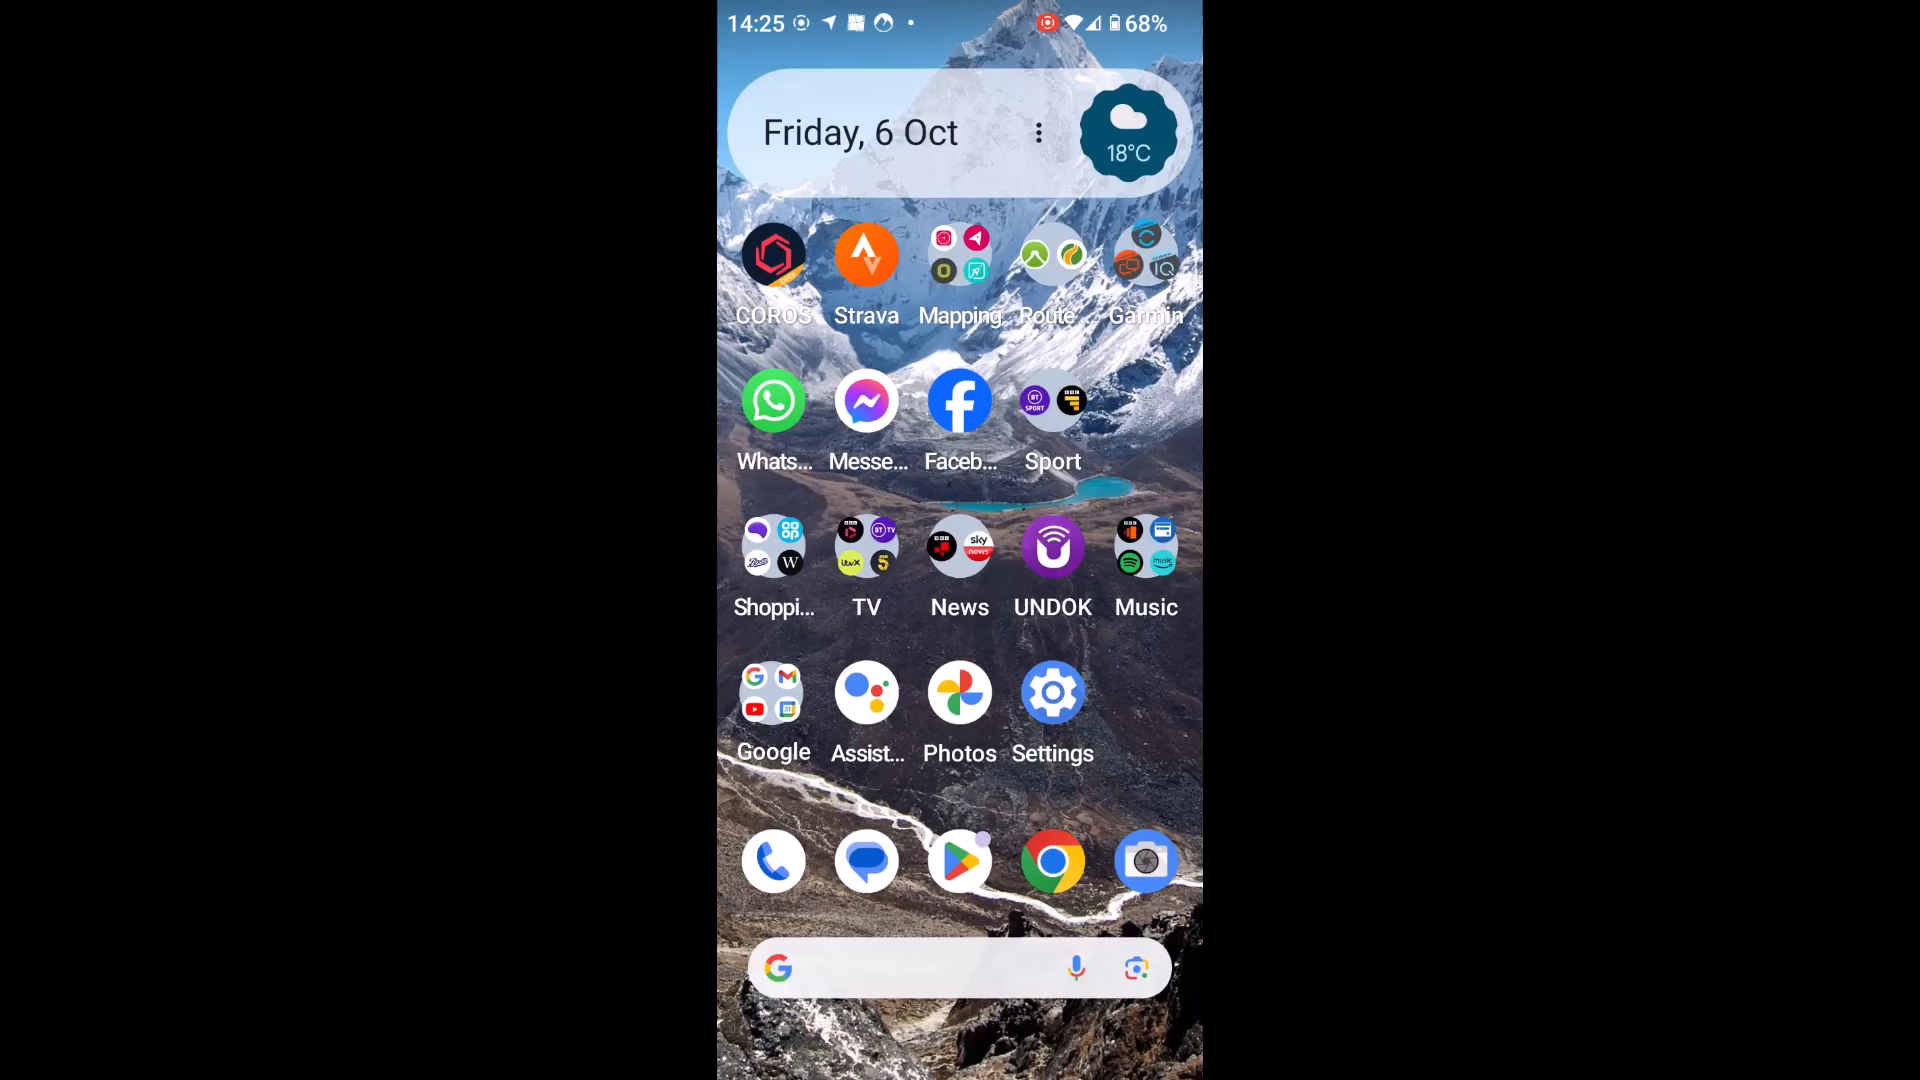 14:25 68%
Friday, 6 Oct
18°C
COROS Strava Mapping Route ... Garmin
Whats... Messe... Faceb... Sport
Shoppi... TV News UNDOK Music
Google Assist... Photos Settings